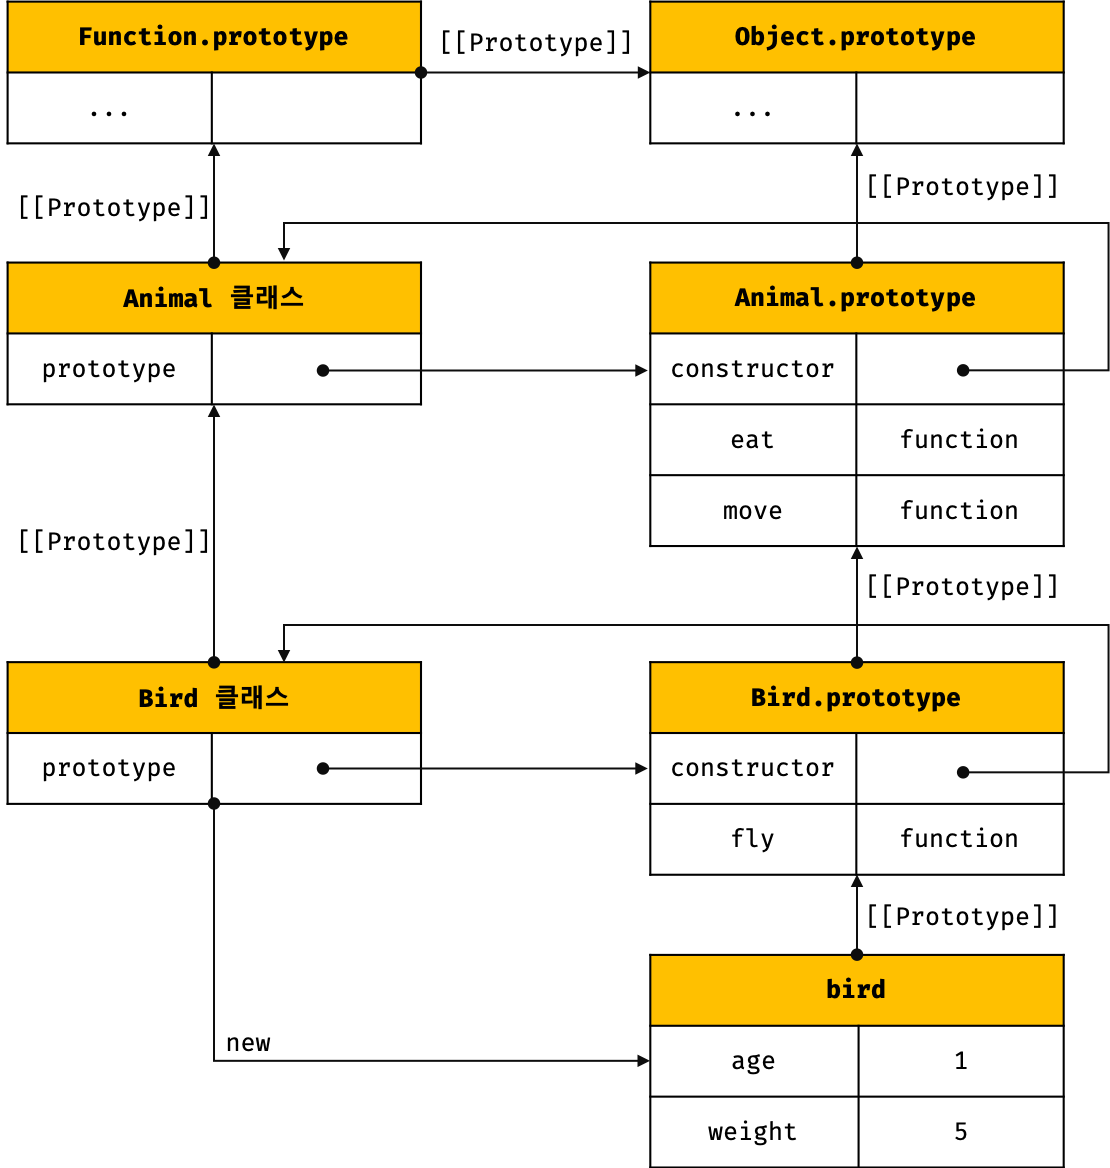 Function.prototype
[[Prototype]]
Object.prototype
...
...
[[Prototype]]
[[Prototype]]
Animal 클래스
Animal.prototype
prototype
constructor
eat
function
move
function
[[Prototype]]
[[Prototype]]
Bird 클래스
Bird.prototype
prototype
constructor
fly
function
[[Prototype]]
bird
new
age
1
weight
5